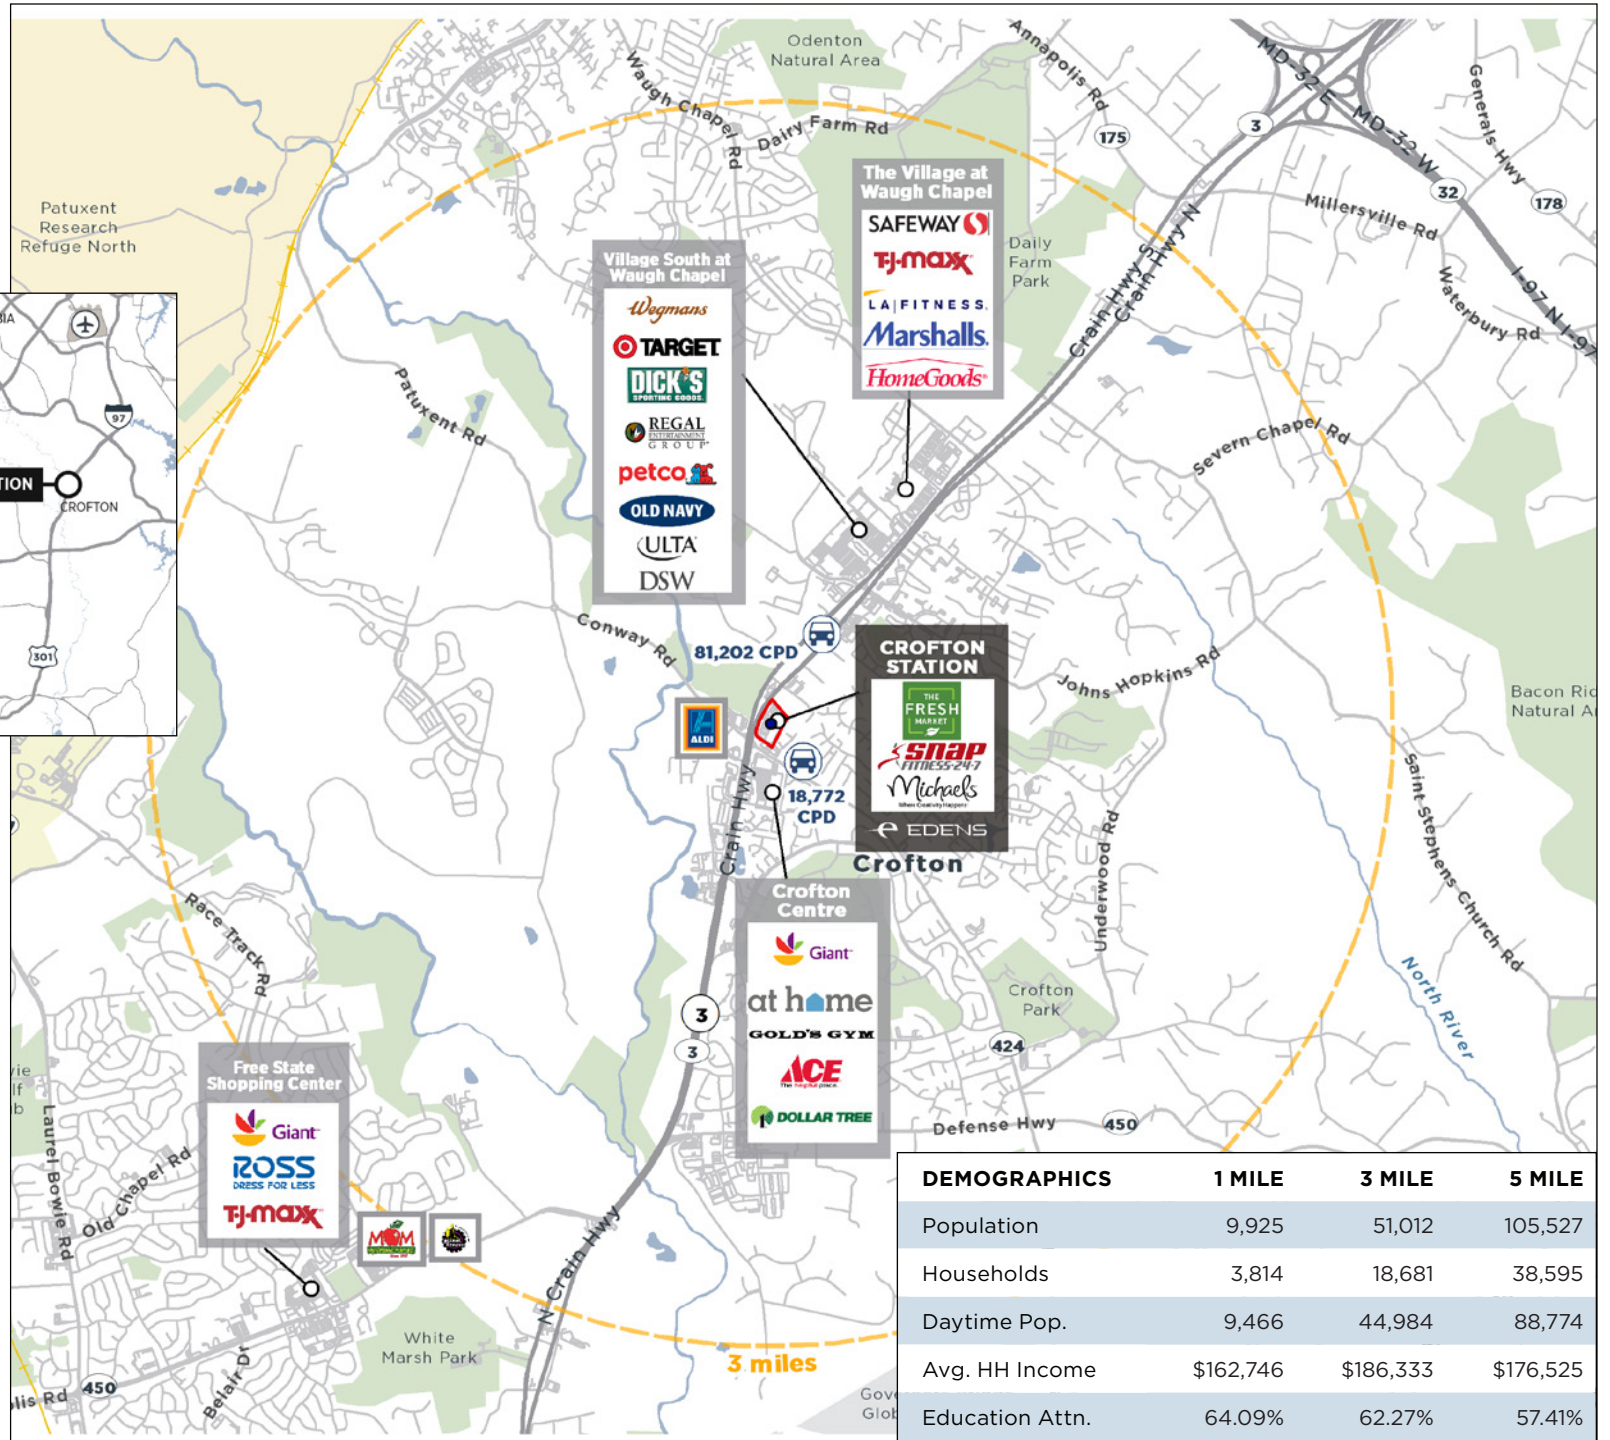 Odenton
Natural Area
Annapolis Rd
175
MD-32 E
MD-32 W
3
32
Generals Hwy
178
I-97 N
I-97
Waugh Chapel Rd
Dairy Farm Rd
Millersville Rd
Waterbury Rd
Patuxent
Research
Refuge North
Daily
Farm
Park
Crain Hwy S
Crain Hwy N
The Village at
Waugh Chapel
SAFEWAY
T.J.maxx
LA|FITNESS.
Marshalls.
HomeGoods
Village South at
Waugh Chapel
Wegmans
TARGET
DICK'S
SPORTING GOODS.
REGAL
ENTERTAINMENT
GROUP
petco
OLD NAVY
ULTA
DSW
97
CROFTON
301
Patuxent Rd
Severn Chapel Rd
Conway Rd
81,202 CPD
Johns Hopkins Rd
CROFTON
STATION
THE
FRESH
MARKET
SNAP
FITNESS-24-7
Michaels
Where Creativity Happens
EDENS
ALDI
18,772
CPD
Crain Hwy
Crofton
Underwood Rd
Saint Stephens Church Rd
North River
Crofton
Centre
Giant
at home
GOLD'S GYM
ACE
The helpful place.
DOLLAR TREE
Race Track Rd
3
3
Crofton
Park
424
Defense Hwy
450
Free State
Shopping Center
Giant
ROSS
DRESS FOR LESS
T.J.maxx
MOM
Laurel Bowie Rd
Old Chapel Rd
N Crain Hwy
White
Marsh Park
Belair Dr
450
3 miles
DEMOGRAPHICS 1 MILE 3 MILE 5 MILE
Population 9,925 51,012 105,527
Households 3,814 18,681 38,595
Daytime Pop. 9,466 44,984 88,774
Avg. HH Income $162,746 $186,333 $176,525
Education Attn. 64.09% 62.27% 57.41%